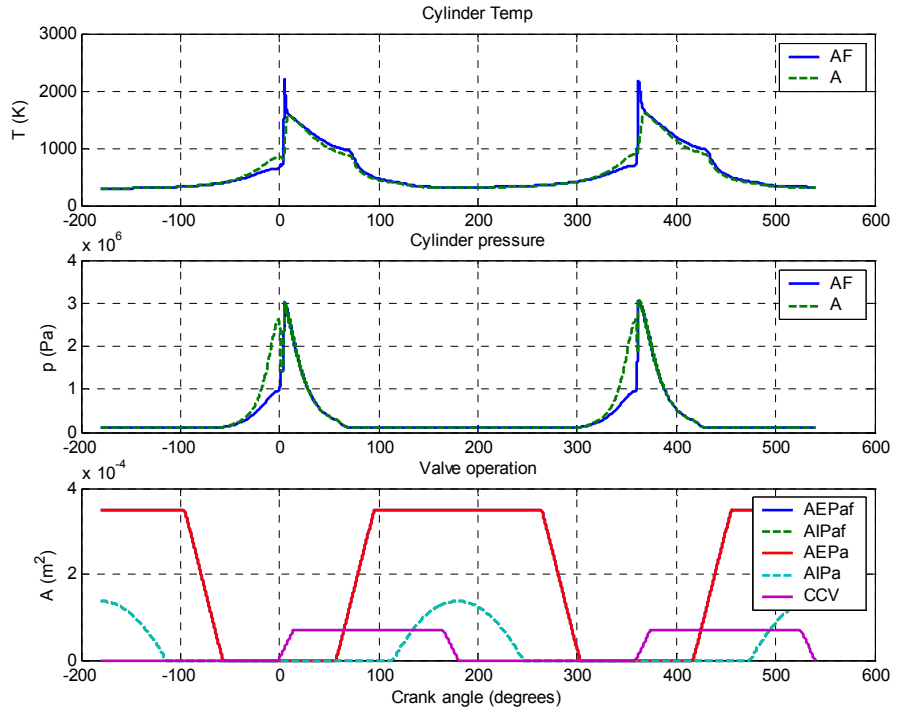 Cylinder Temp
3000
2000
1000
0
T (K)
AF
A
-200 -100 0 100 200 300 400 500 600
x 10^6
Cylinder pressure
4
3
2
1
0
p (Pa)
AF
A
-200 -100 0 100 200 300 400 500 600
x 10^-4
Valve operation
4
2
0
A (m^2)
AEPaf
AIPaf
AEPa
AIPa
CCV
-200 -100 0 100 200 300 400 500 600
Crank angle (degrees)